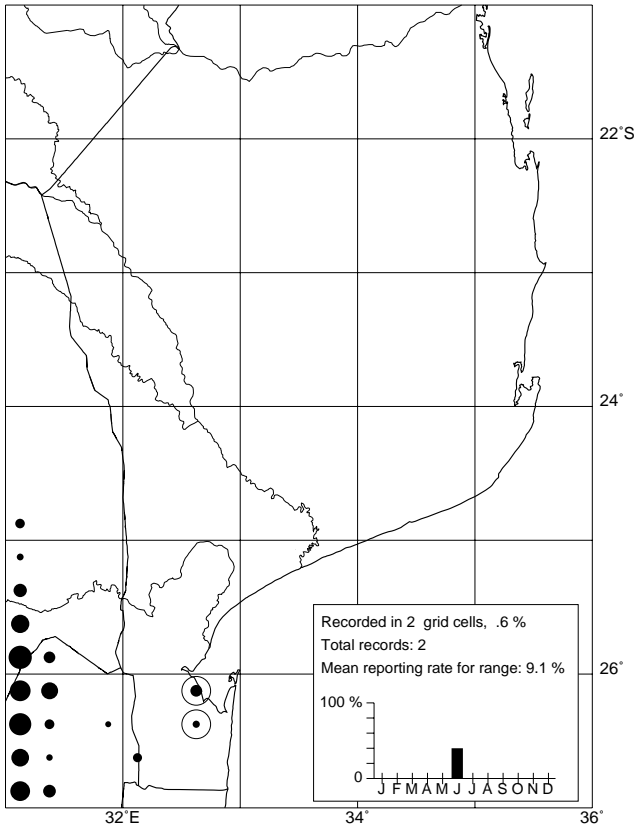 22˚S
24˚
26˚
Recorded in 2 grid cells, .6 %
Total records: 2
Mean reporting rate for range: 9.1 %
100 %
0
J F M A M J J A S O N D
32˚E
34˚
36˚